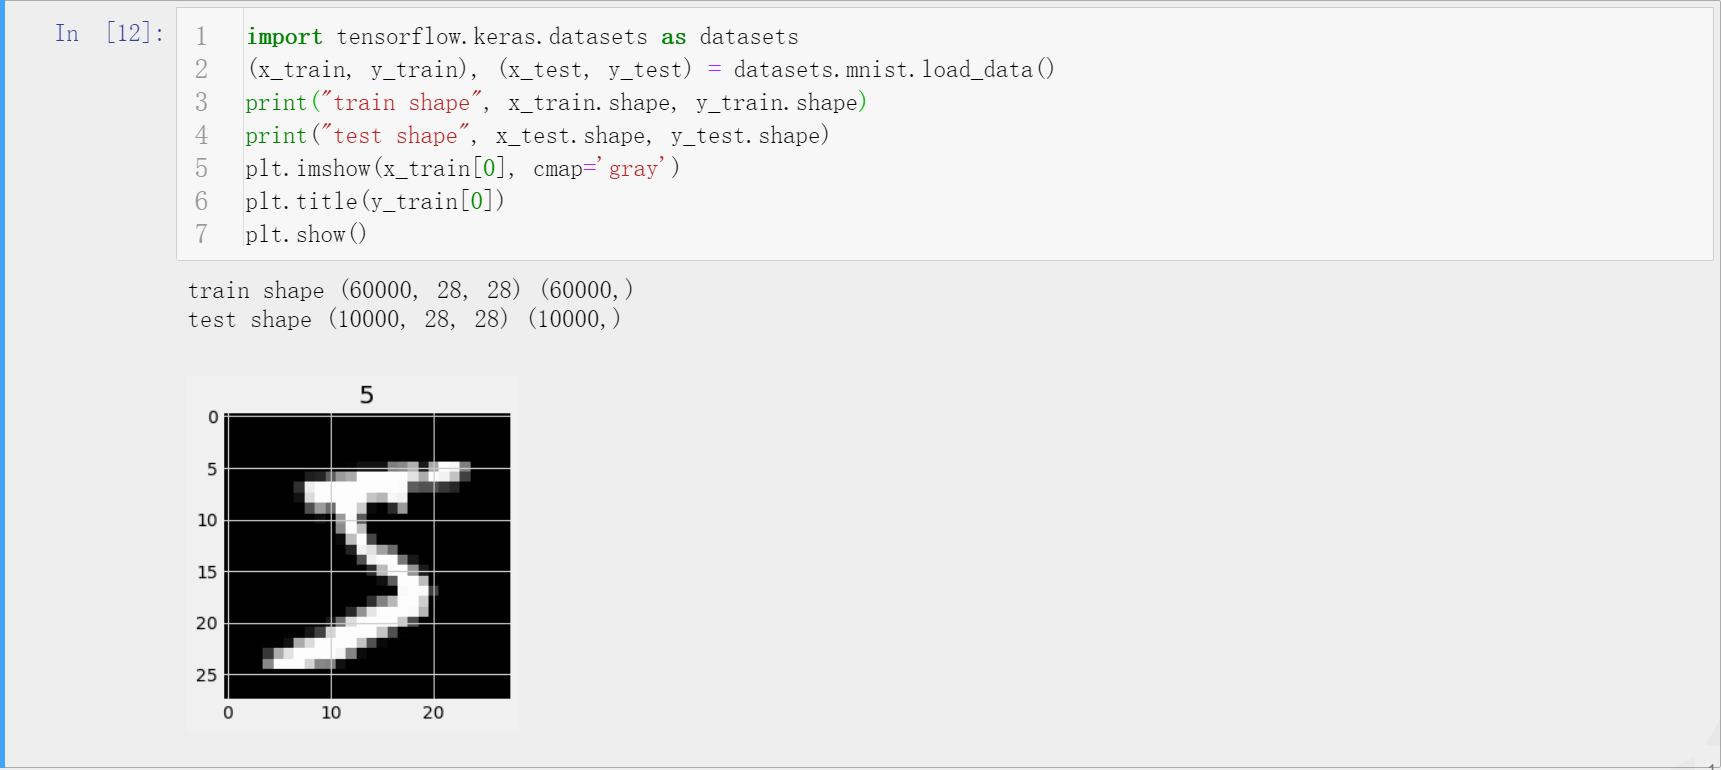 In [12]:
1 import tensorflow.keras.datasets as datasets
2 (x_train, y_train), (x_test, y_test) = datasets.mnist.load_data()
3 print("train shape", x_train.shape, y_train.shape)
4 print("test shape", x_test.shape, y_test.shape)
5 plt.imshow(x_train[0], cmap='gray')
6 plt.title(y_train[0])
7 plt.show()
train shape (60000, 28, 28) (60000,)
test shape (10000, 28, 28) (10000,)
5
0
5
10
15
20
25
0 10 20